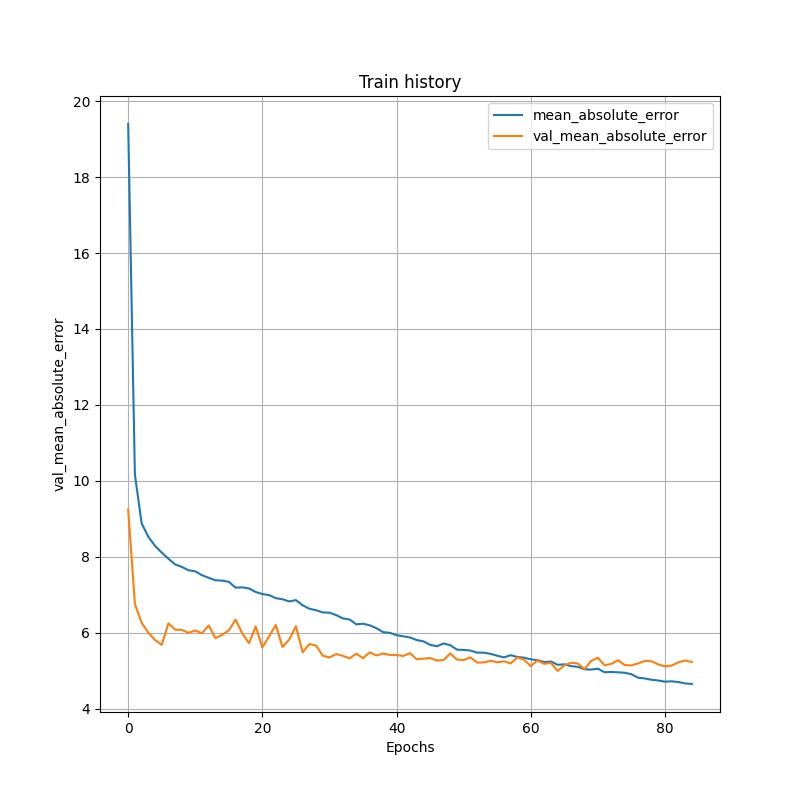 Train history
mean_absolute_error
val_mean_absolute_error
val_mean_absolute_error
20
18
16
14
12
10
8
6
4
0 20 40 60 80
Epochs